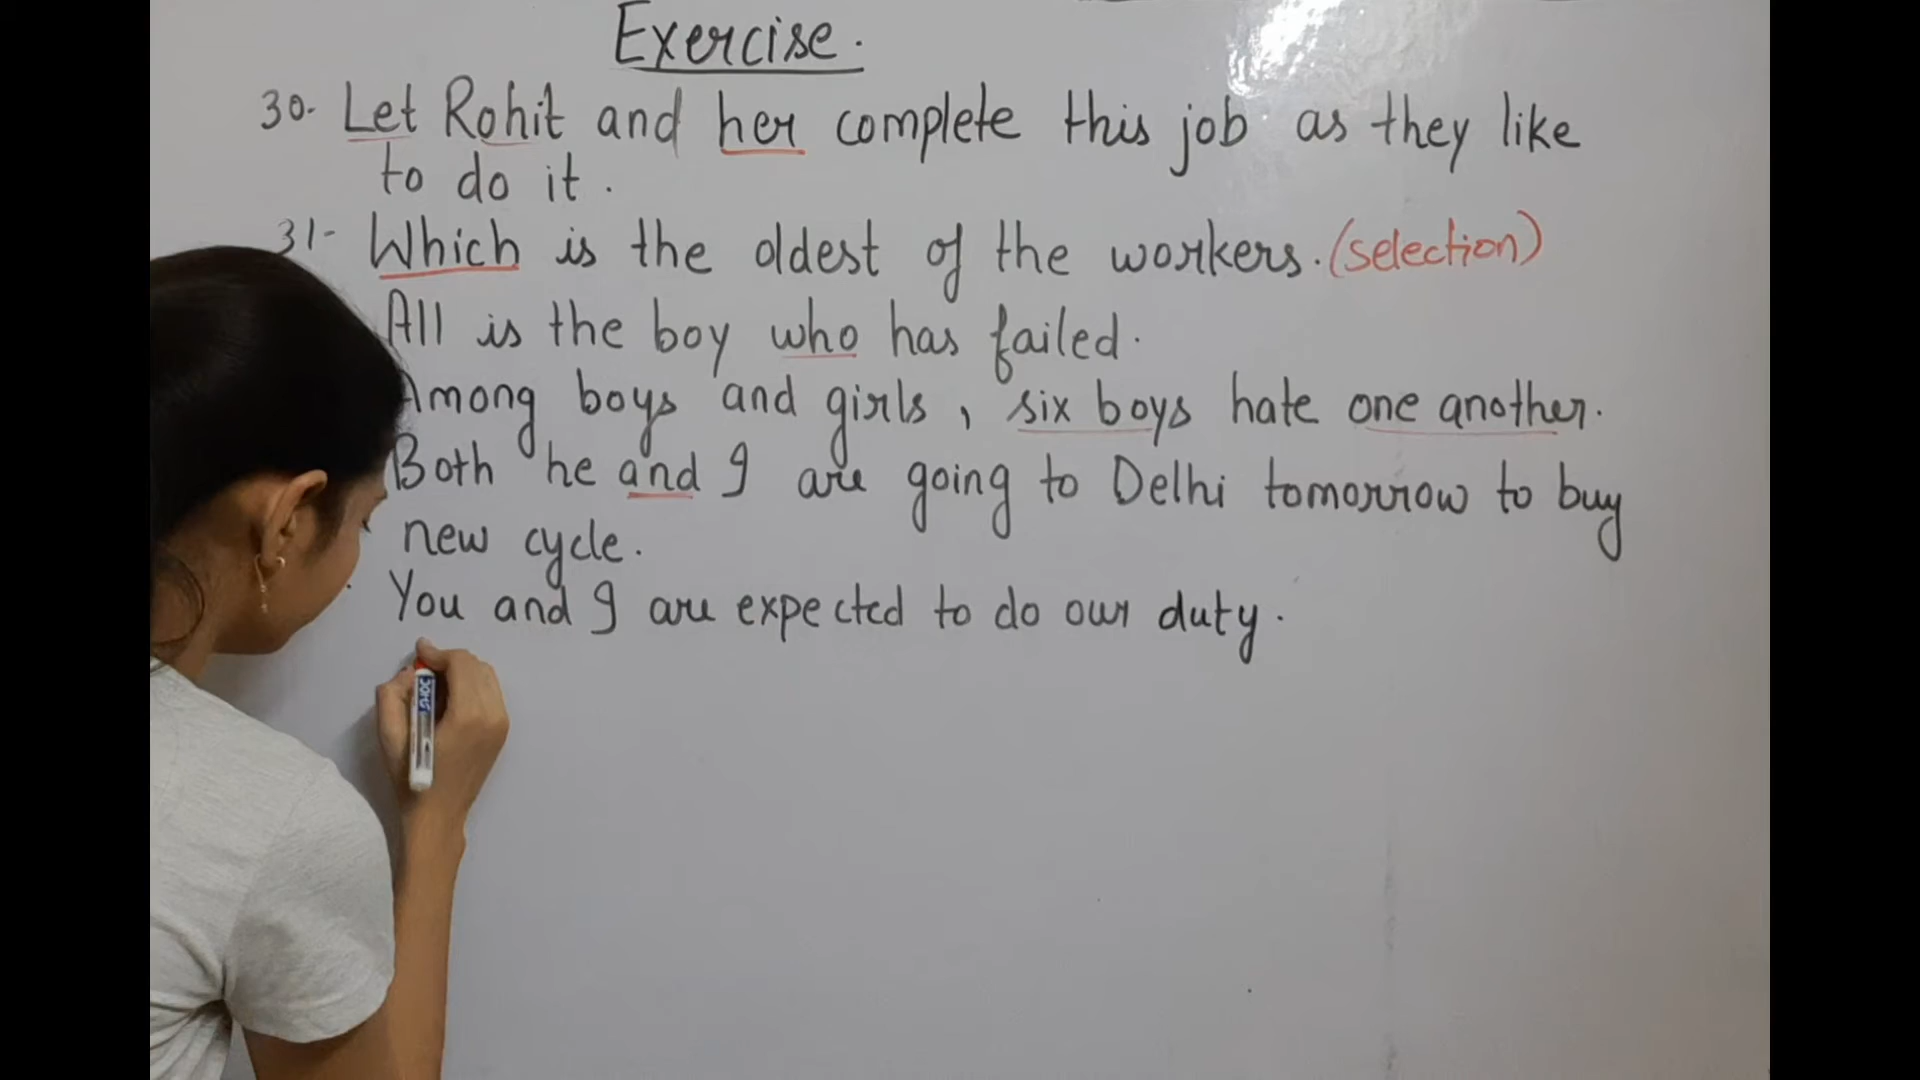 Exercise.
30- Let Rohit and her complete this job as they like
to do it.
31- Which is the oldest of the workers. (selection)
All is the boy who has failed.
Among boys and girls, six boys hate one another.
Both he and I are going to Delhi tomorrow to buy
new cycle.
You and I are expected to do our duty.